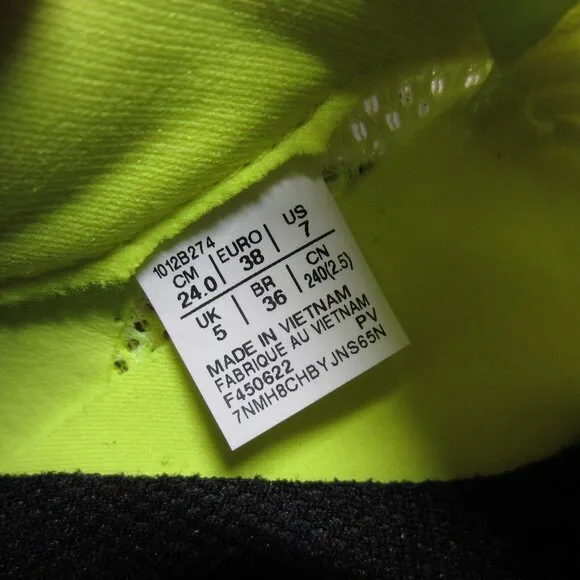 1012B274
CM | EURO | US
24.0 | 38 | 7
UK | BR | CN
5 | 36 | 240(2.5)
MADE IN VIETNAM
FABRIQUE AU VIETNAM
F450622 PV
7NMH8CHBYJNS65N